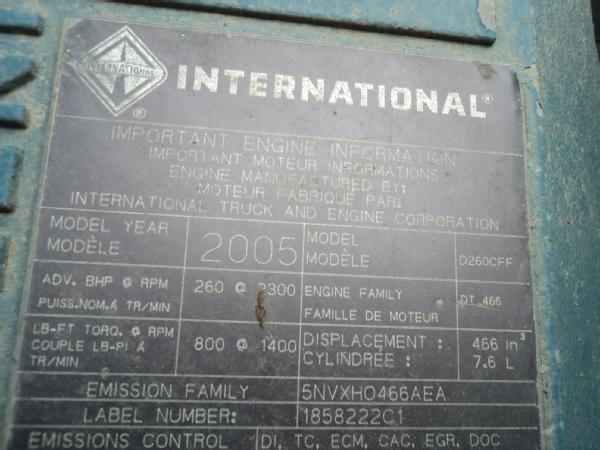 INTERNATIONAL
INTERNATIONAL®
®
IMPORTANT ENGINE INFORMATION
IMPORTANT MOTEUR INFORMATIONS
ENGINE MANUFACTURED BY:
MOTEUR FABRIQUÉ PAR:
INTERNATIONAL TRUCK AND ENGINE CORPORATION
MODEL YEAR
MODÈLE
2005
MODEL
MODÈLE
D260CFF
ADV. BHP @ RPM
PUISS.NOM.À TR/MIN
260 @ 2300
ENGINE FAMILY
FAMILLE DE MOTEUR
DT 466
LB-FT TORQ. @ RPM
COUPLE LB-PI À
TR/MIN
800 @ 1400
DISPLACEMENT :
CYLINDRÉE :
466 in³
7.6 L
EMISSION FAMILY
5NVXH0466AEA
LABEL NUMBER:
1858222C1
EMISSIONS CONTROL
DI, TC, ECM, CAC, EGR, DOC